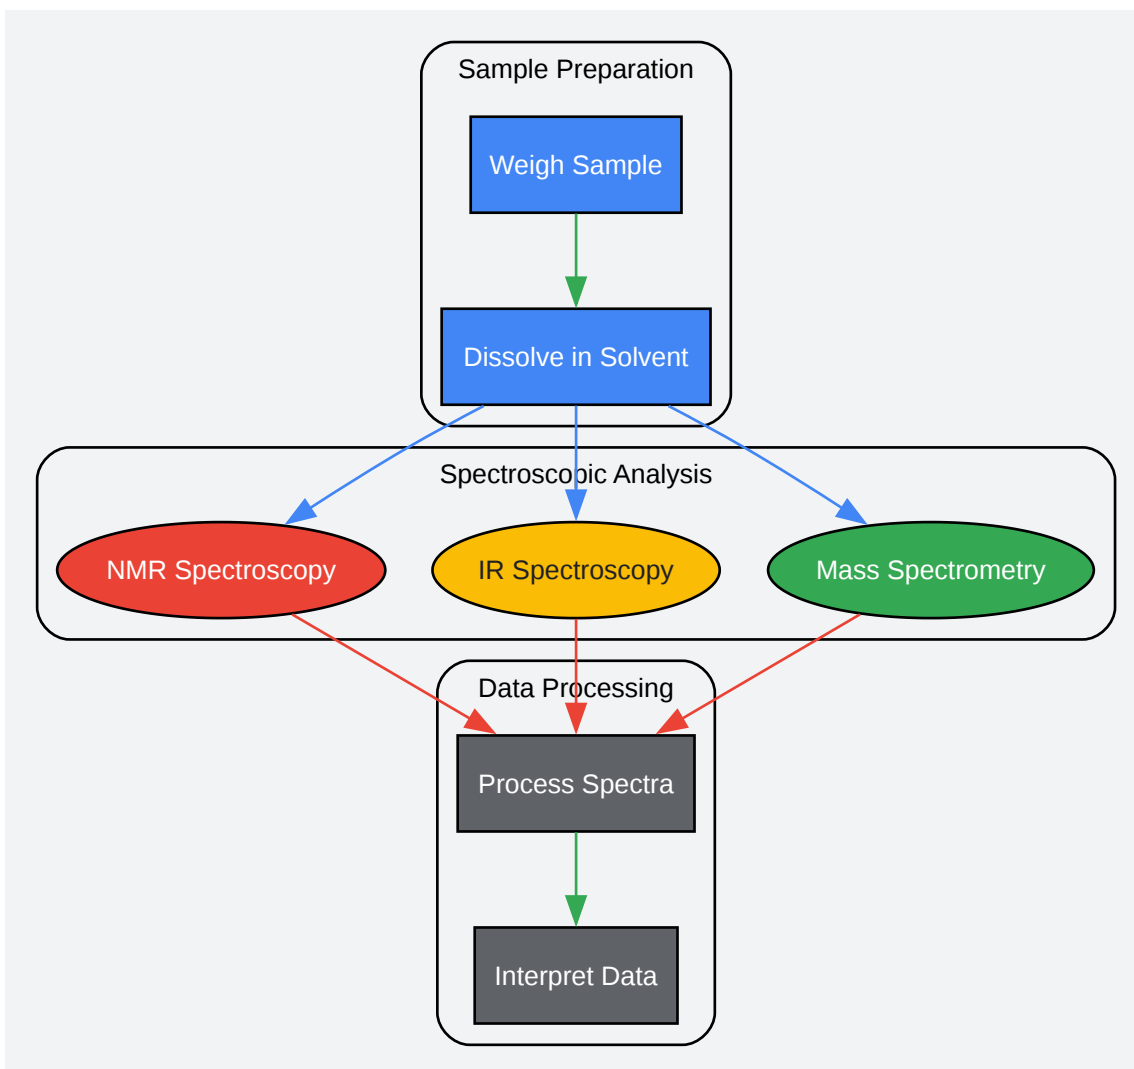 Sample Preparation
Weigh Sample
Dissolve in Solvent
Spectroscopic Analysis
NMR Spectroscopy
IR Spectroscopy
Mass Spectrometry
Data Processing
Process Spectra
Interpret Data